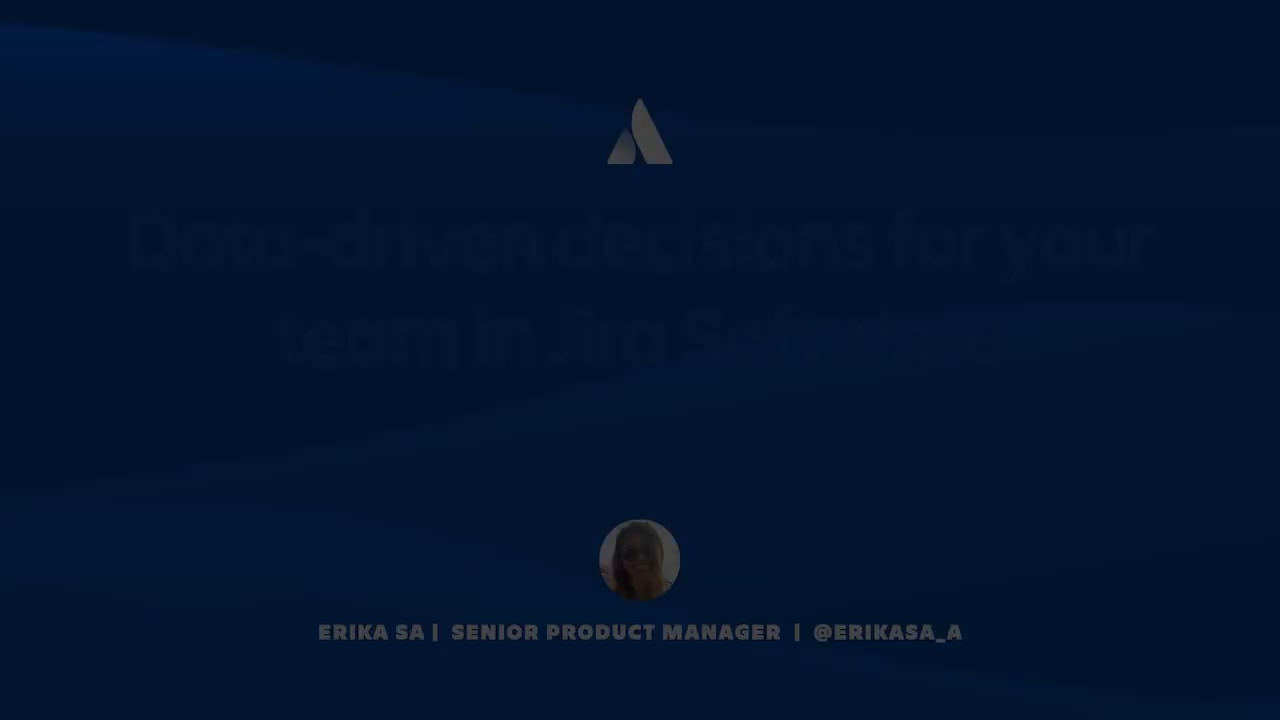 Data-driven decisions for your
team in Jira Software
ERIKA SA | SENIOR PRODUCT MANAGER | @ERIKASA_A